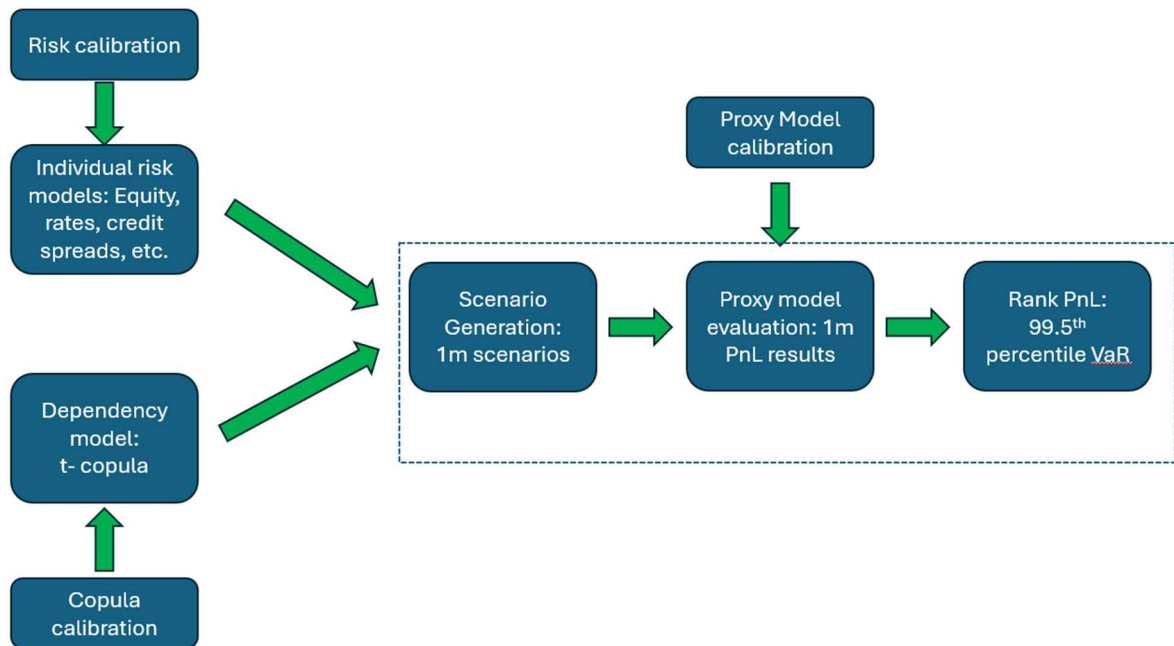 Risk calibration
Individual risk
models: Equity,
rates, credit
spreads, etc.
Dependency
model:
t- copula
Copula
calibration
Scenario
Generation:
1m scenarios
Proxy Model
calibration
Proxy model
evaluation: 1m
PnL results
Rank PnL:
99.5th
percentile VaR